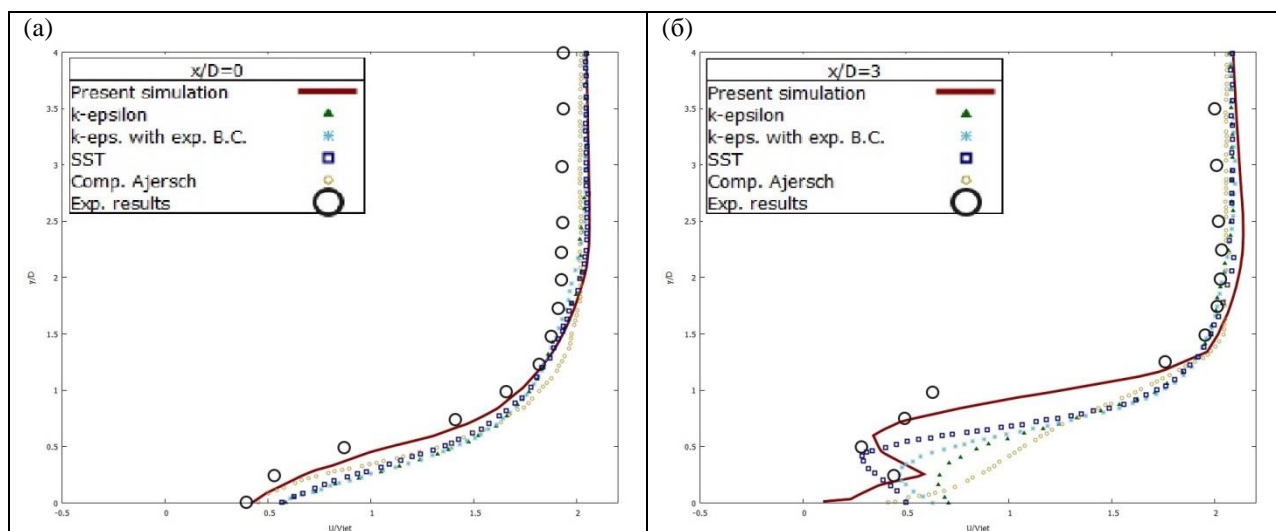 (а)
x/D=0
Present simulation
k-epsilon
k-eps. with exp. B.C.
SST
Comp. Ajersch
Exp. results
4
3.5
3
2.5
2
1.5
1
0.5
0
y/D
-0.5 0 0.5 1 1.5 2
U/Vjet
(б)
x/D=3
Present simulation
k-epsilon
k-eps. with exp. B.C.
SST
Comp. Ajersch
Exp. results
4
3.5
3
2.5
2
1.5
1
0.5
0
y/D
-0.5 0 0.5 1 1.5 2
U/Vjet